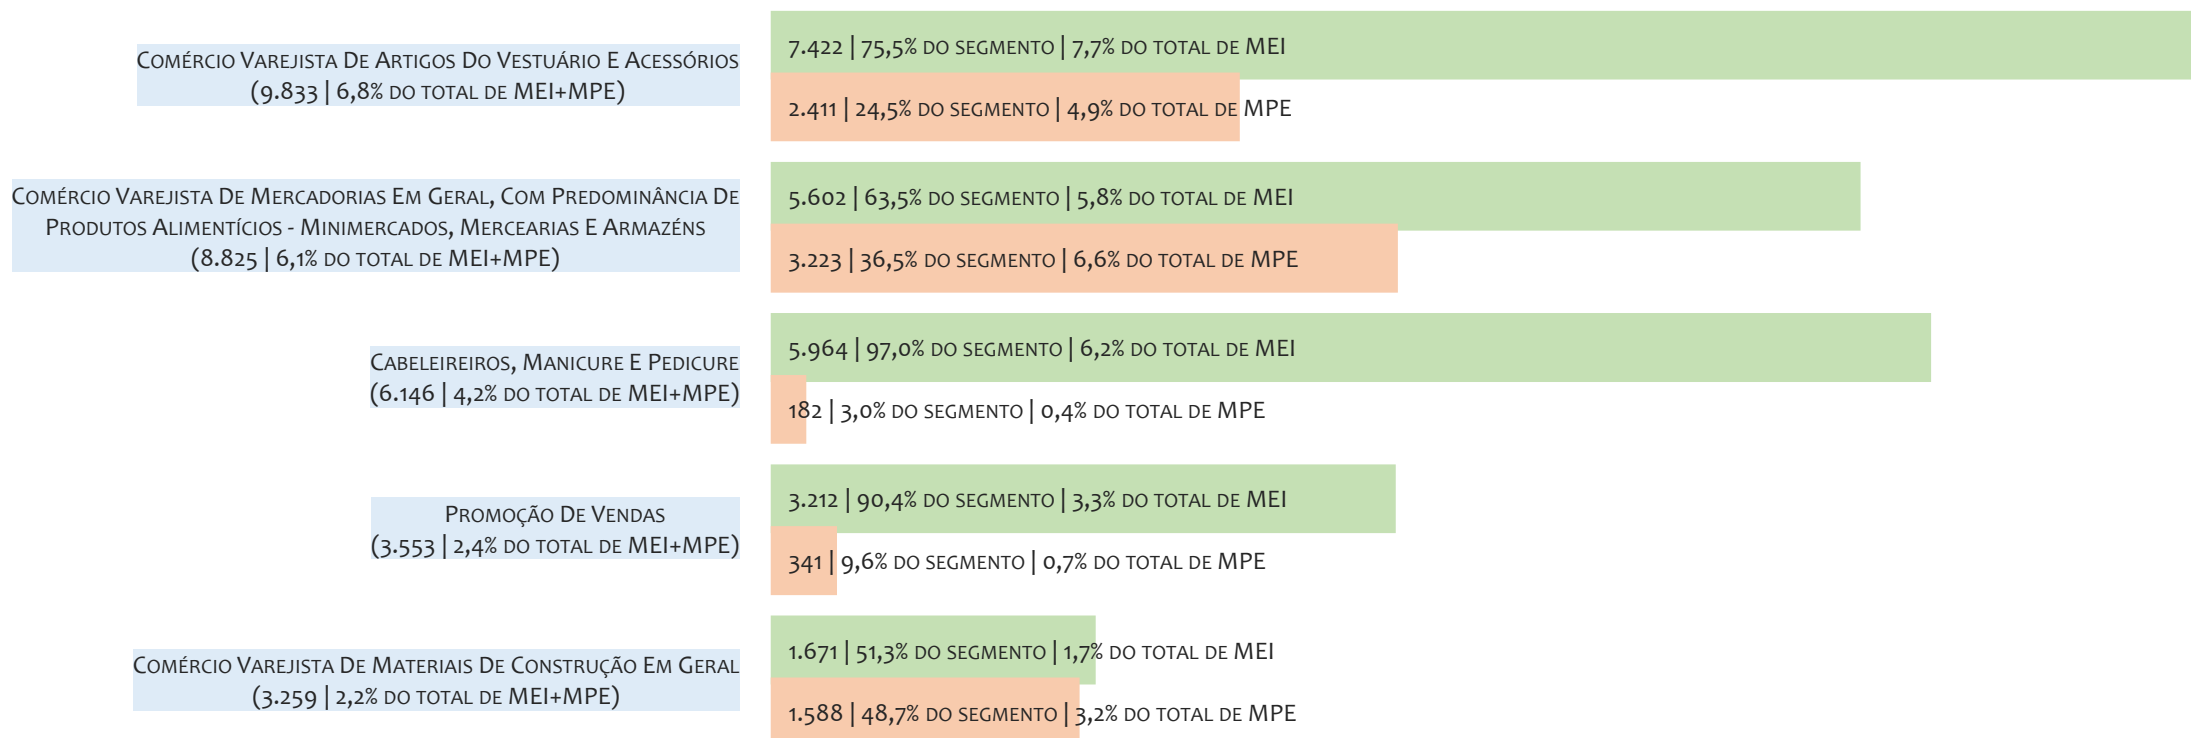 Comércio Varejista De Artigos Do Vestuário E Acessórios
(9.833 | 6,8% do total de MEI+MPE)
7.422 | 75,5% do segmento | 7,7% do total de MEI
2.411 | 24,5% do segmento | 4,9% do total de MPE
Comércio Varejista De Mercadorias Em Geral, Com Predominância De
Produtos Alimentícios - Minimercados, Mercearias E Armazéns
(8.825 | 6,1% do total de MEI+MPE)
5.602 | 63,5% do segmento | 5,8% do total de MEI
3.223 | 36,5% do segmento | 6,6% do total de MPE
Cabeleireiros, Manicure E Pedicure
(6.146 | 4,2% do total de MEI+MPE)
5.964 | 97,0% do segmento | 6,2% do total de MEI
182 | 3,0% do segmento | 0,4% do total de MPE
Promoção De Vendas
(3.553 | 2,4% do total de MEI+MPE)
3.212 | 90,4% do segmento | 3,3% do total de MEI
341 | 9,6% do segmento | 0,7% do total de MPE
Comércio Varejista De Materiais De Construção Em Geral
(3.259 | 2,2% do total de MEI+MPE)
1.671 | 51,3% do segmento | 1,7% do total de MEI
1.588 | 48,7% do segmento | 3,2% do total de MPE